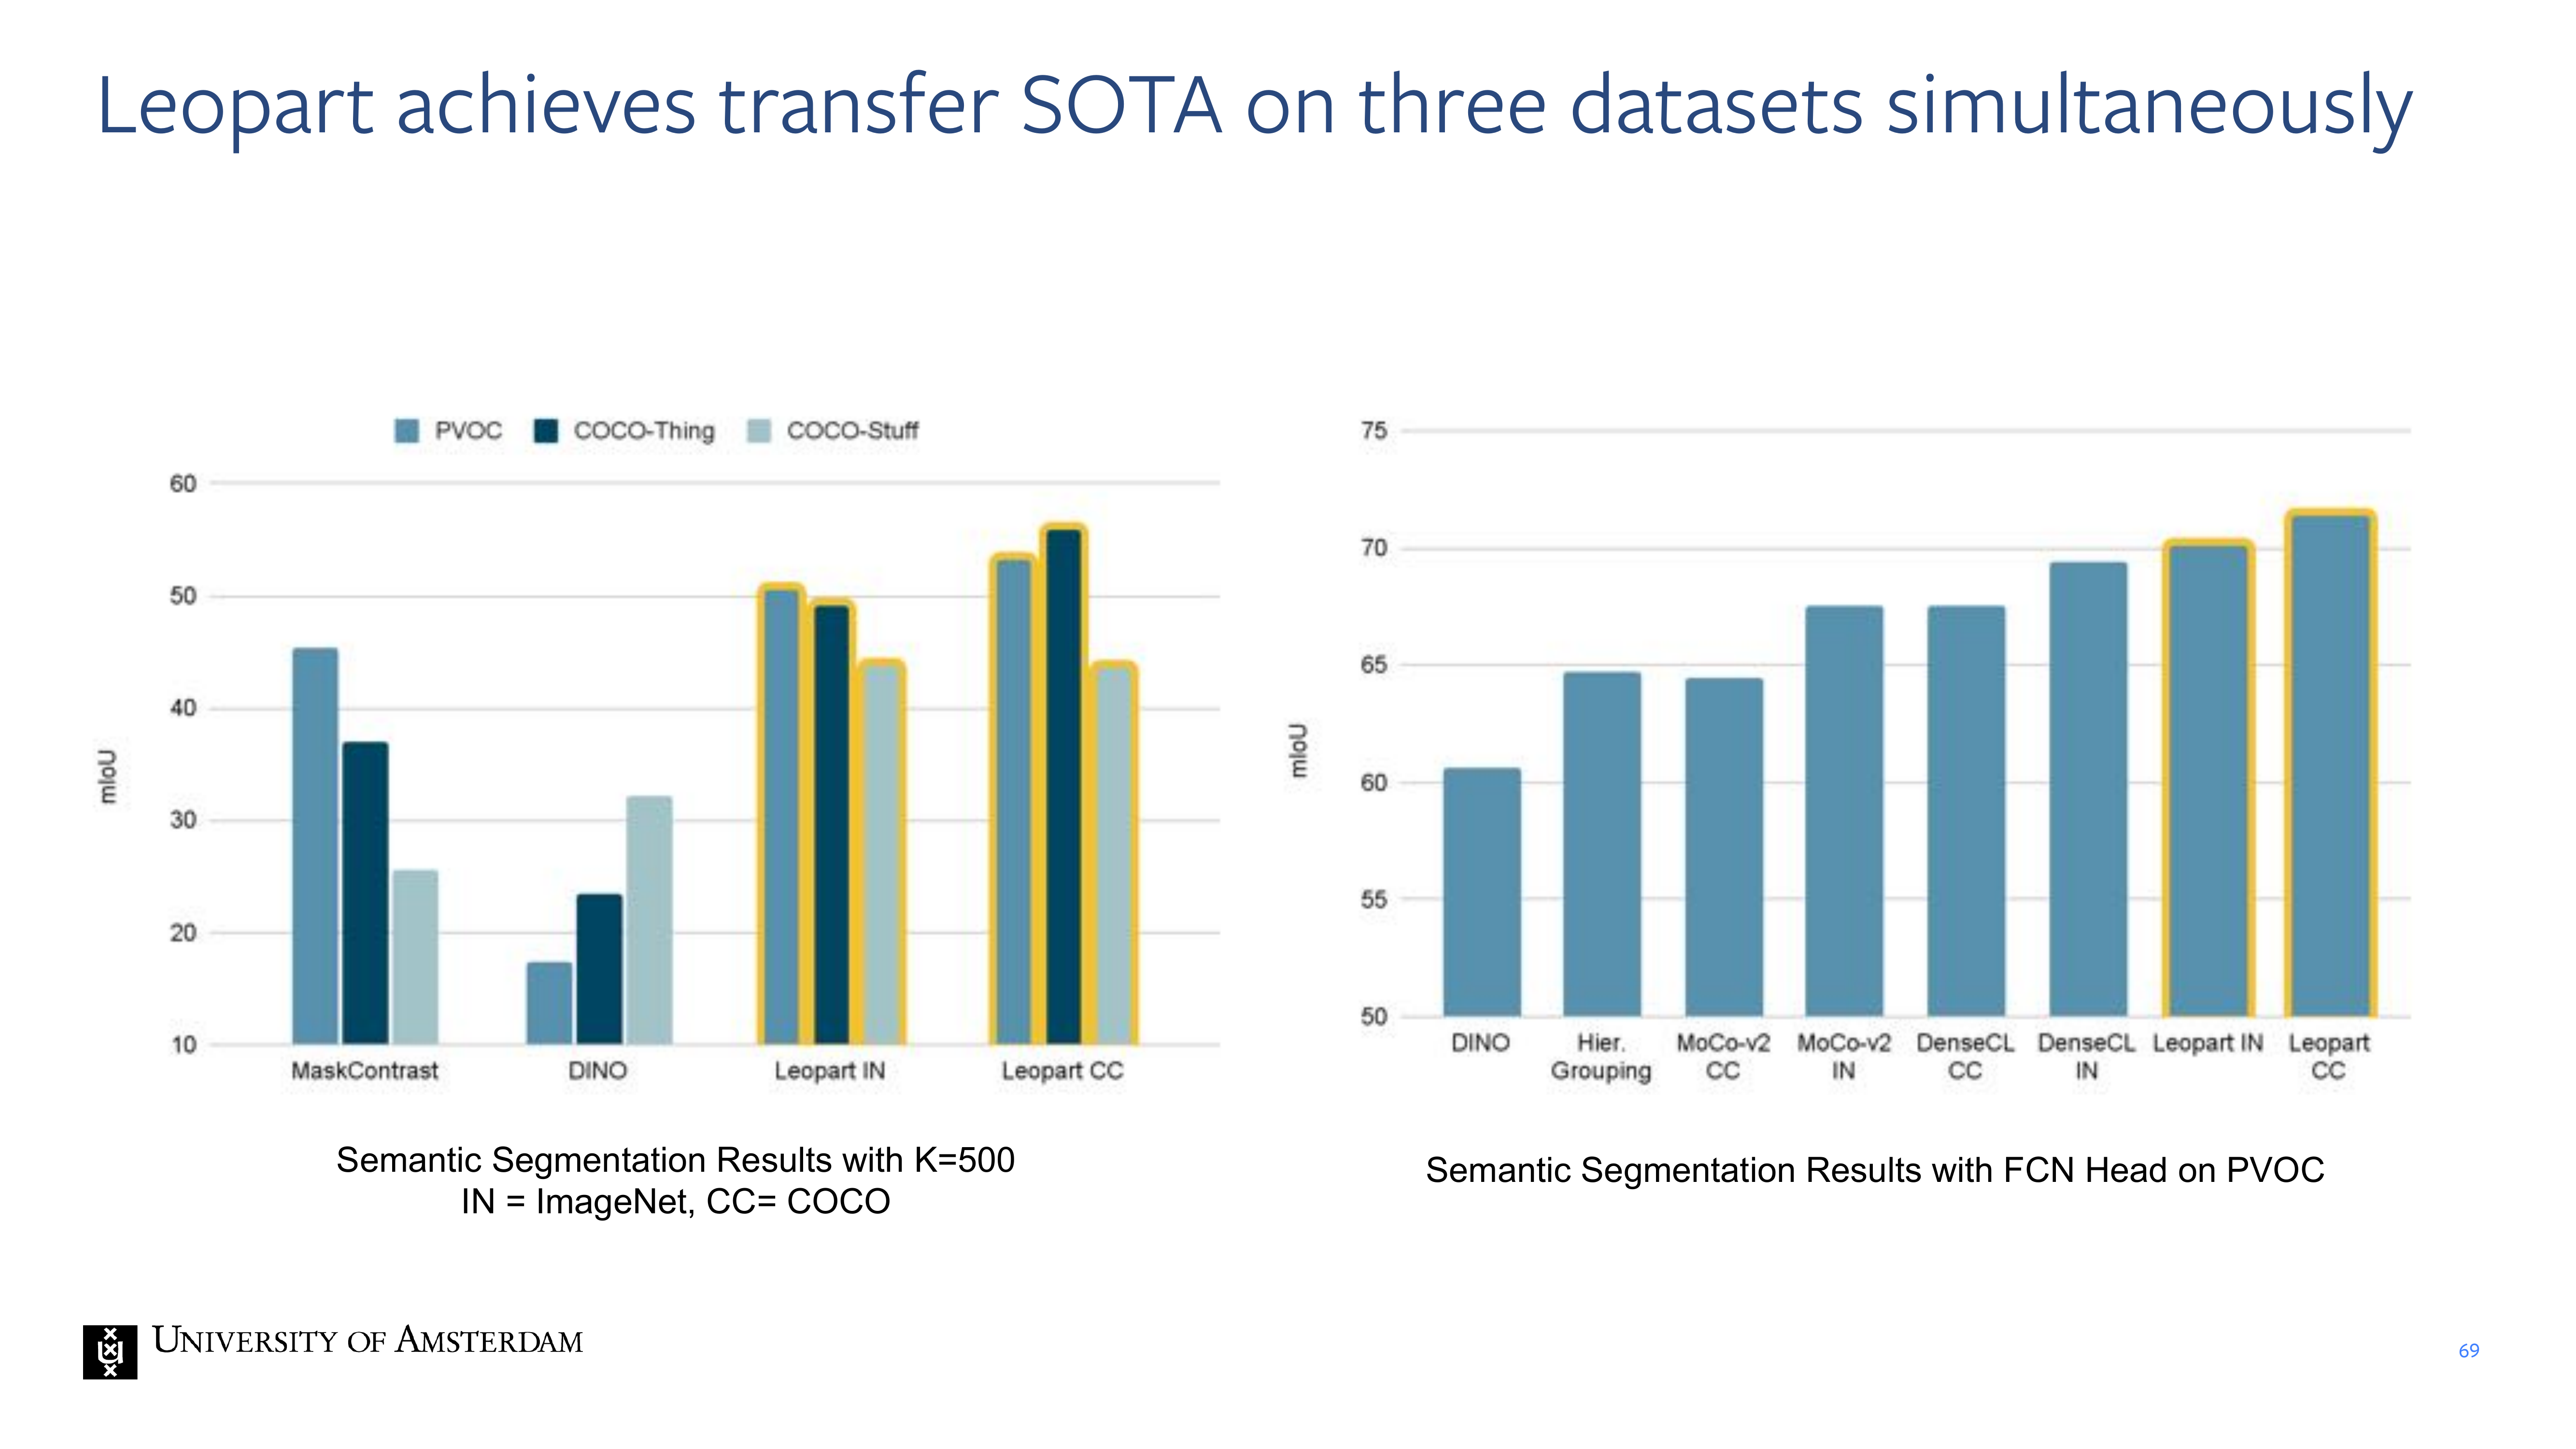 Leopart achieves transfer SOTA on three datasets simultaneously
PVOC COCO-Thing COCO-Stuff
60
50
40
30
20
10
mIoU
MaskContrast DINO Leopart IN Leopart CC
Semantic Segmentation Results with K=500
IN = ImageNet, CC= COCO
75
70
65
60
55
50
mIoU
DINO Hier. MoCo-v2 MoCo-v2 DenseCL DenseCL Leopart IN Leopart
Grouping CC IN CC IN CC
Semantic Segmentation Results with FCN Head on PVOC
UNIVERSITY OF AMSTERDAM
69